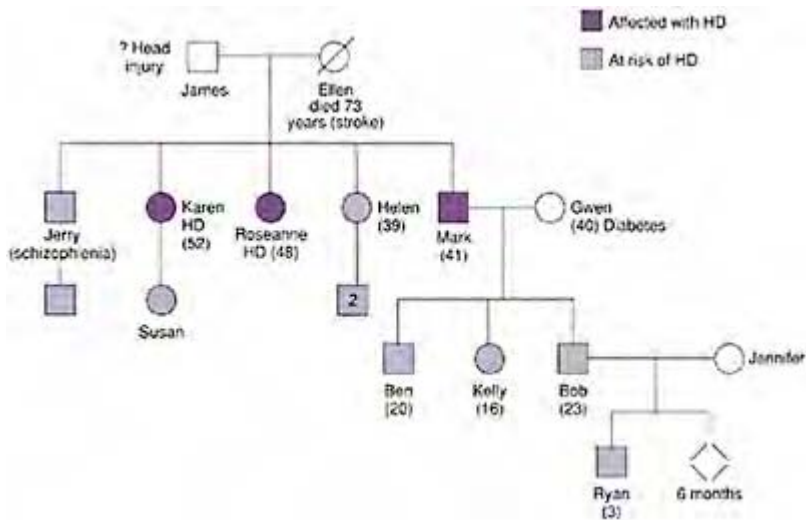 Affected with HD
At risk of HD
? Head
injury
James
Ellen
died 73
years (stroke)
Jerry
(schizophienia)
Karen
HD
(52)
Roseanne
HD (48)
Helen
(39)
Mark
(41)
Gwen
(40) Diabetes
Susan
2
Ben
(20)
Kelly
(16)
Bob
(23)
Jennifer
Ryan
(3)
6 months